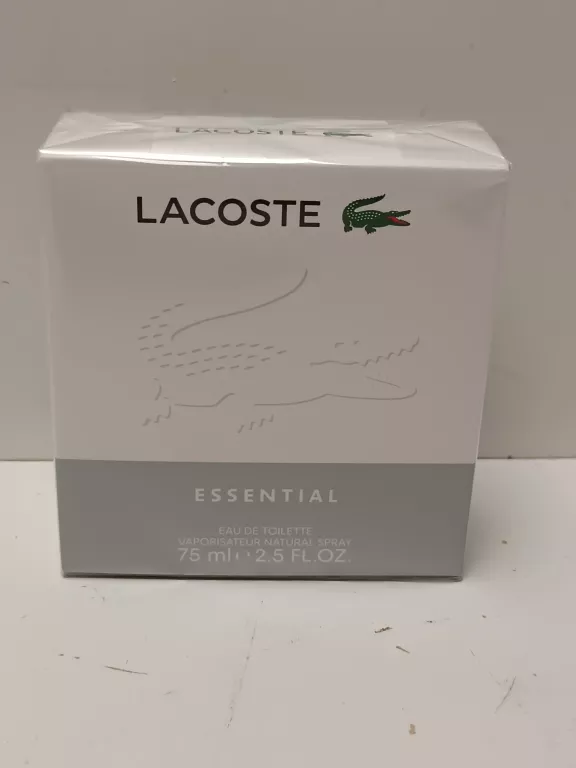 LACOSTE
LACOSTE
ESSENTIAL
EAU DE TOILETTE
VAPORISATEUR NATURAL SPRAY
75 ml e 2.5 FL.OZ.